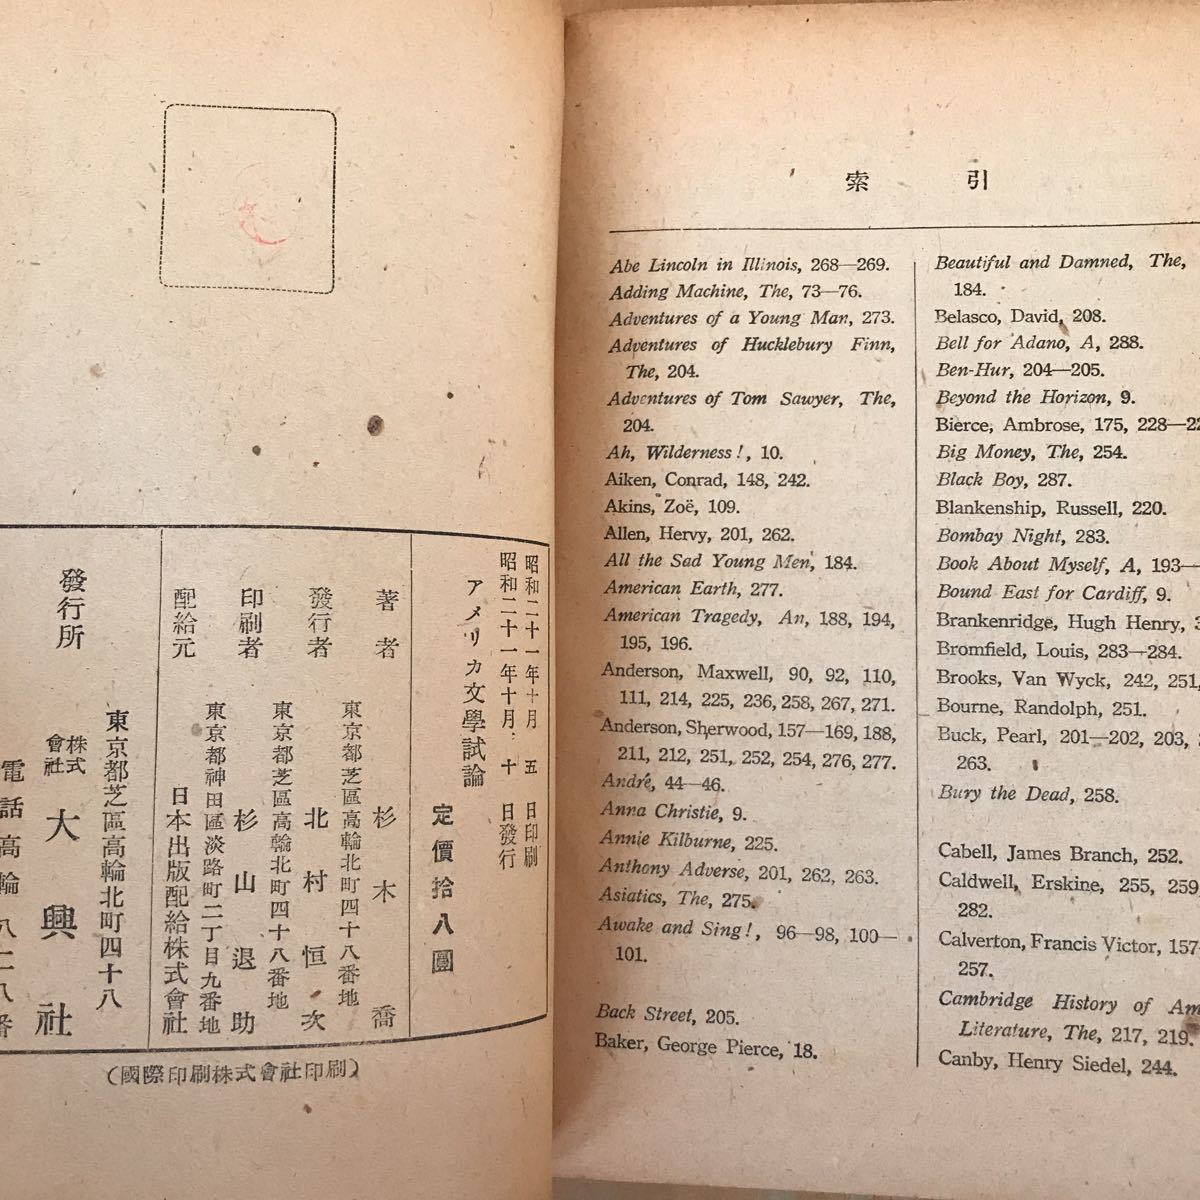 昭和二十一年十月 五 日印刷
昭和二十一年十月 十 日發行
アメリカ文學試論
定價拾八圓
著者 杉木喬
東京都芝區高輪北町四十八番地
發行者 北村恒次
東京都芝區高輪北町四十八番地
印刷者 杉山退助
東京都神田區淡路町二丁目九番地
配給元 日本出版配給株式會社
東京都芝區高輪北町四十八
發行所 株式會社 大興社
電話高輪 八二八番
(國際印刷株式會社印刷)
索 引
Abe Lincoln in Illinois, 268—269.
Adding Machine, The, 73—76.
Adventures of a Young Man, 273.
Adventures of Hucklebury Finn,
The, 204.
Adventures of Tom Sawyer, The,
204.
Ah, Wilderness!, 10.
Aiken, Conrad, 148, 242.
Akins, Zoë, 109.
Allen, Hervy, 201, 262.
All the Sad Young Men, 184.
American Earth, 277.
American Tragedy, An, 188, 194,
195, 196.
Anderson, Maxwell, 90, 92, 110,
111, 214, 225, 236, 258, 267, 271.
Anderson, Sherwood, 157—169, 188,
211, 212, 251, 252, 254, 276, 277.
André, 44—46.
Anna Christie, 9.
Annie Kilburne, 225.
Anthony Adverse, 201, 262, 263.
Asiatics, The, 275.
Awake and Sing!, 96—98, 100—
101.
Back Street, 205.
Baker, George Pierce, 18.
Beautiful and Damned, The,
184.
Belasco, David, 208.
Bell for Adano, A, 288.
Ben-Hur, 204—205.
Beyond the Horizon, 9.
Bierce, Ambrose, 175, 228—22
Big Money, The, 254.
Black Boy, 287.
Blankenship, Russell, 220.
Bombay Night, 283.
Book About Myself, A, 193—
Bound East for Cardiff, 9.
Brankenridge, Hugh Henry, 3
Bromfield, Louis, 283—284.
Brooks, Van Wyck, 242, 251,
Bourne, Randolph, 251.
Buck, Pearl, 201—202, 203,
263.
Bury the Dead, 258.
Cabell, James Branch, 252.
Caldwell, Erskine, 255, 259,
282.
Calverton, Francis Victor, 157-
257.
Cambridge History of Am
Literature, The, 217, 219.
Canby, Henry Siedel, 244.